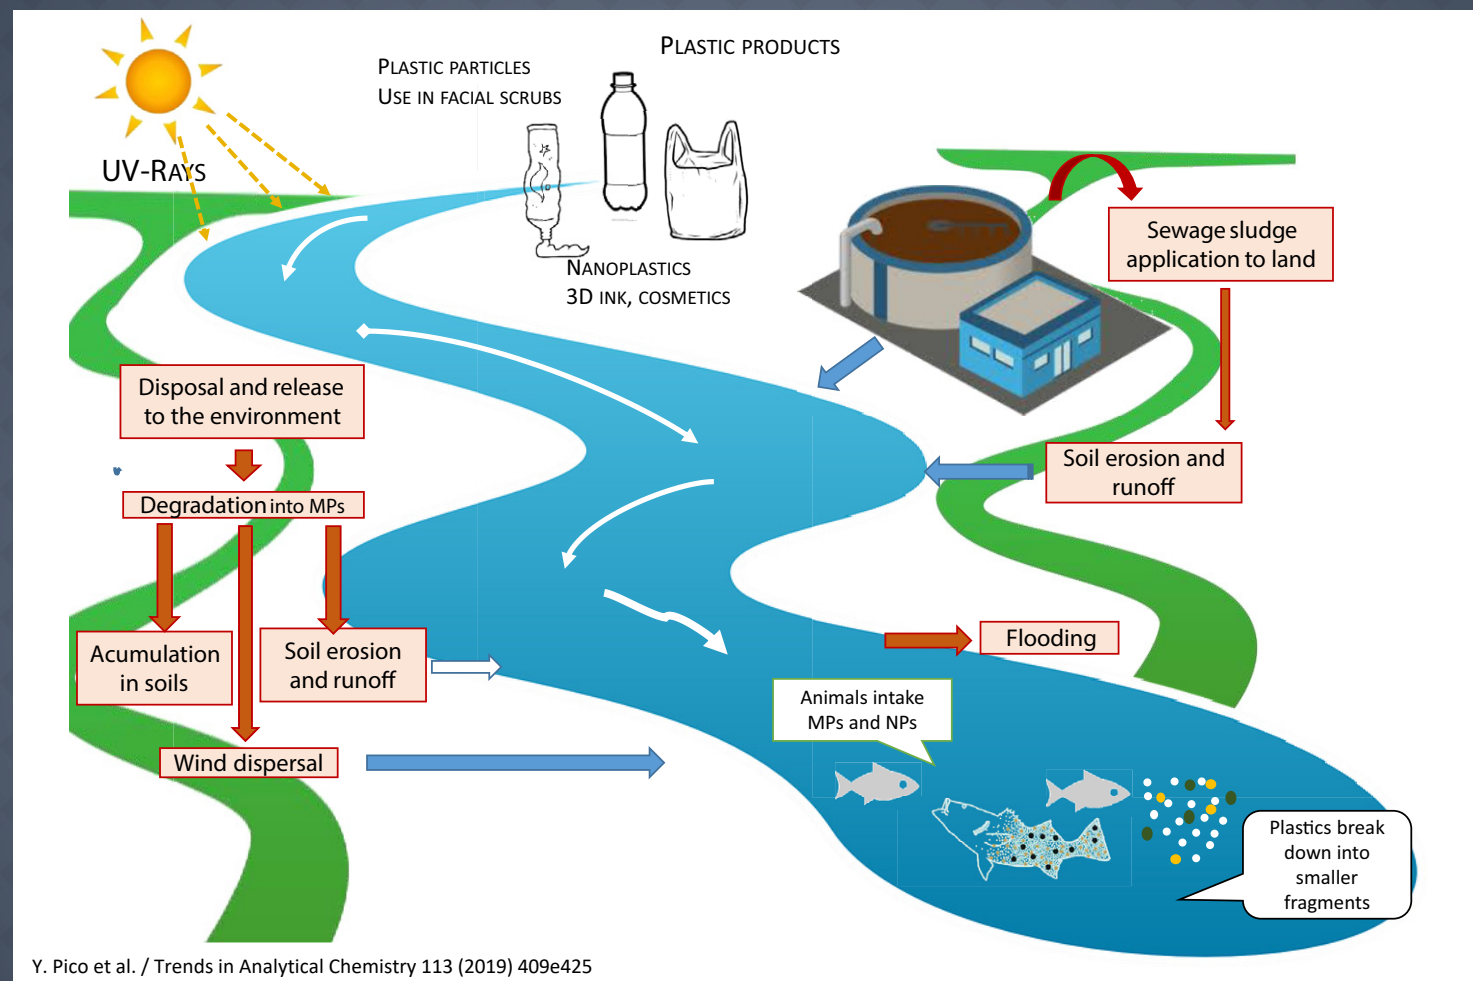 PLASTIC PRODUCTS
PLASTIC PARTICLES
USE IN FACIAL SCRUBS
UV-RAYS
NANOPLASTICS
3D INK, COSMETICS
Sewage sludge
application to land
Disposal and release
to the environment
Degradation into MPs
Soil erosion and
runoff
Acumulation
in soils
Soil erosion
and runoff
Flooding
Animals intake
MPs and NPs
Wind dispersal
Plastics break
down into
smaller
fragments
Y. Pico et al. / Trends in Analytical Chemistry 113 (2019) 409e425